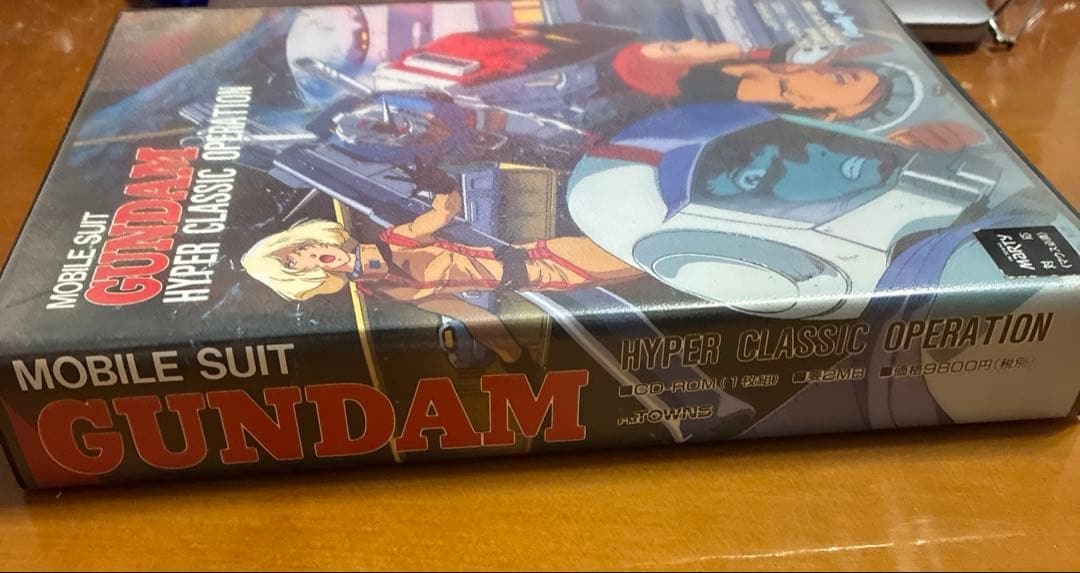 MOBILE SUIT
GUNDAM
HYPER CLASSIC OPERATION
MARTY
MOBILE SUIT
GUNDAM
HYPER CLASSIC OPERATION
■CD-ROM(1枚組) ■要2MB ■価格9800円(税別)
FM TOWNS